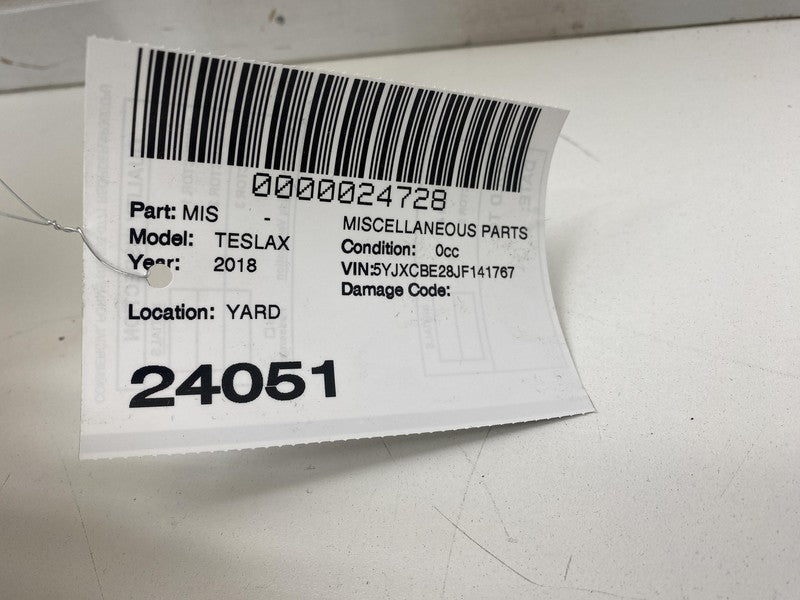 0000024728
Part: MIS - MISCELLANEOUS PARTS
Model: TESLAX Condition: 0cc
Year: 2018 VIN:5YJXCBE28JF141767
Damage Code:
Location: YARD
24051